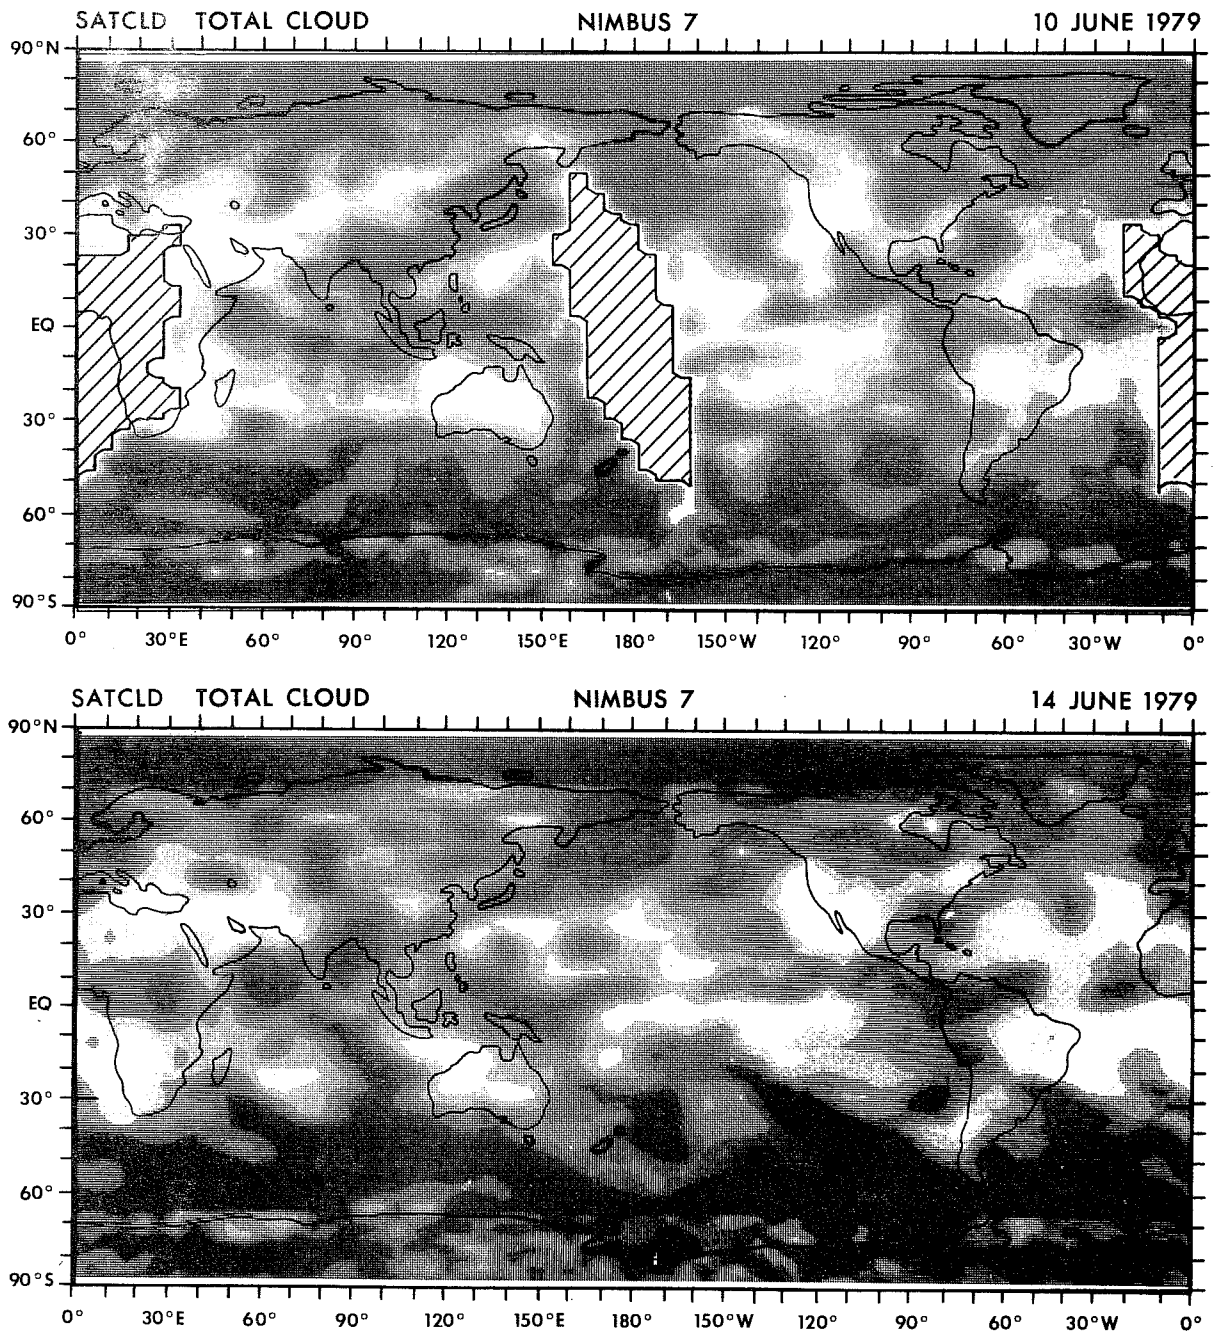 SATCLD TOTAL CLOUD NIMBUS 7 10 JUNE 1979
90°N
60°
30°
EQ
30°
60°
90°S
0° 30°E 60° 90° 120° 150°E 180° 150°W 120° 90° 60° 30°W 0°
SATCLD TOTAL CLOUD NIMBUS 7 14 JUNE 1979
90°N
60°
30°
EQ
30°
60°
90°S
0° 30°E 60° 90° 120° 150°E 180° 150°W 120° 90° 60° 30°W 0°